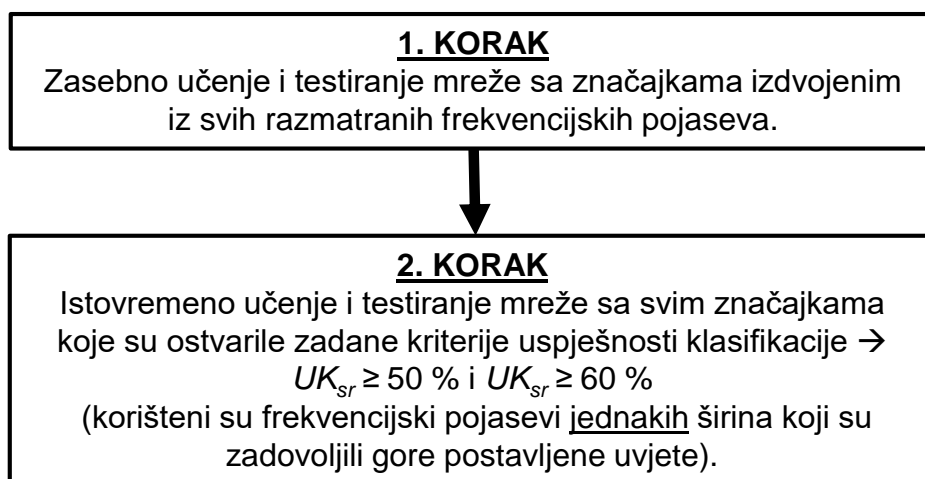 1. KORAK
Zasebno učenje i testiranje mreže sa značajkama izdvojenim
iz svih razmatranih frekvencijskih pojaseva.
2. KORAK
Istovremeno učenje i testiranje mreže sa svim značajkama
koje su ostvarile zadane kriterije uspješnosti klasifikacije →
UKsr ≥ 50 % i UKsr ≥ 60 %
(korišteni su frekvencijski pojasevi jednakih širina koji su
zadovoljili gore postavljene uvjete).